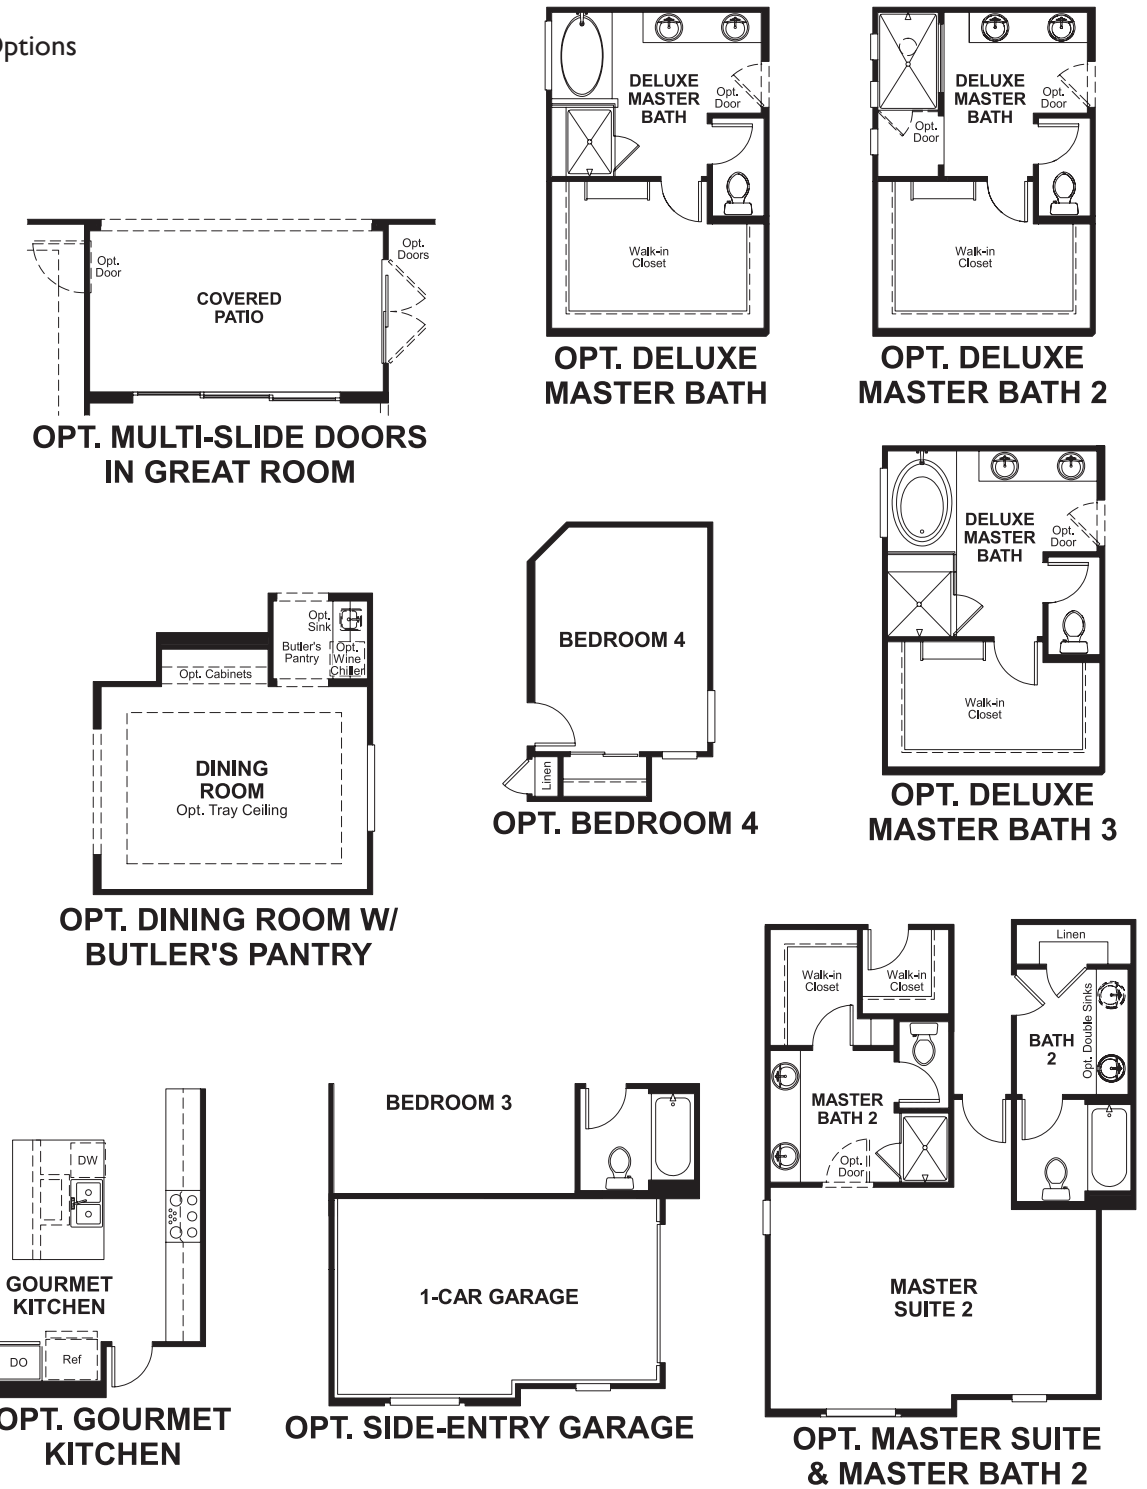 Options
DELUXE
MASTER
BATH
Opt.
Door
Walk-in
Closet
OPT. DELUXE
MASTER BATH
DELUXE
MASTER
BATH
Opt.
Door
Opt.
Door
Walk-in
Closet
OPT. DELUXE
MASTER BATH 2
Opt.
Door
Opt.
Doors
COVERED
PATIO
OPT. MULTI-SLIDE DOORS
IN GREAT ROOM
DELUXE
MASTER
BATH
Opt.
Door
Walk-in
Closet
OPT. DELUXE
MASTER BATH 3
BEDROOM 4
Linen
OPT. BEDROOM 4
Opt.
Sink
Butler's
Pantry
Opt.
Wine
Chiller
Opt. Cabinets
DINING
ROOM
Opt. Tray Ceiling
OPT. DINING ROOM W/
BUTLER'S PANTRY
Walk-in
Closet
Walk-in
Closet
Linen
Opt. Double Sinks
BATH
2
MASTER
BATH 2
Opt.
Door
MASTER
SUITE 2
OPT. MASTER SUITE
& MASTER BATH 2
BEDROOM 3
1-CAR GARAGE
OPT. SIDE-ENTRY GARAGE
DW
GOURMET
KITCHEN
DO
Ref
OPT. GOURMET
KITCHEN